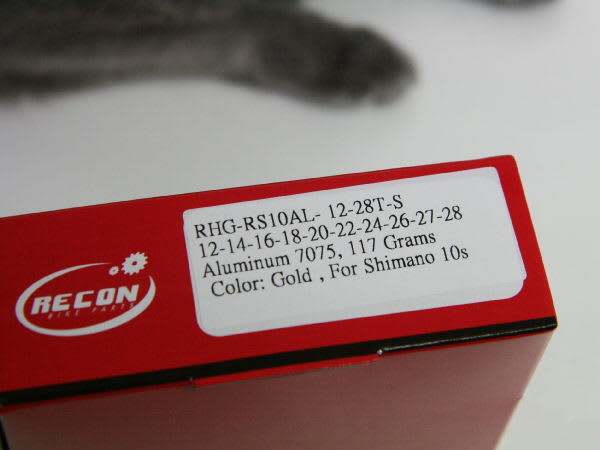 RHG-RS10AL- 12-28T-S
12-14-16-18-20-22-24-26-27-28
Aluminum 7075, 117 Grams
Color: Gold , For Shimano 10s
RECON
BIKE PARTS